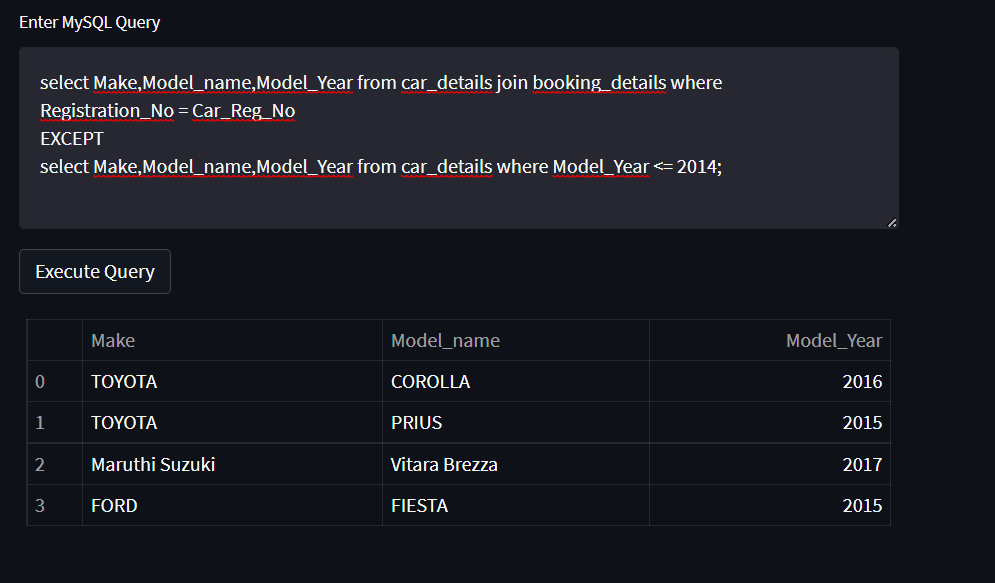 Enter MySQL Query
select Make,Model_name,Model_Year from car_details join booking_details where
Registration_No = Car_Reg_No
EXCEPT
select Make,Model_name,Model_Year from car_details where Model_Year <= 2014;
Execute Query
Make Model_name Model_Year
0 TOYOTA COROLLA 2016
1 TOYOTA PRIUS 2015
2 Maruthi Suzuki Vitara Brezza 2017
3 FORD FIESTA 2015